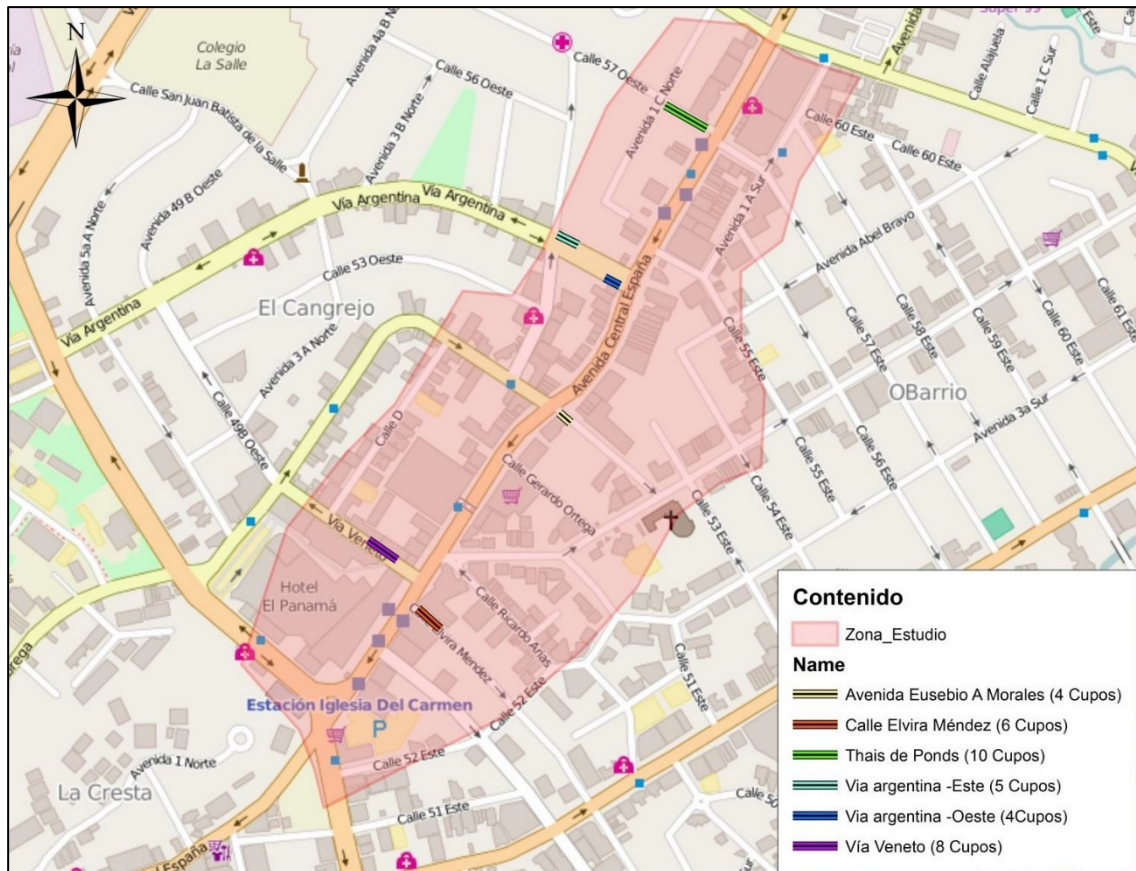 N
Colegio
La Salle
Calle San Juan Batista de la Salle
Avenida 4a B No
Calle 56 Oeste
Avenida 3 B Norte
Calle 57 Oeste
Avenida 1 C Norte
Super 99
Este
Avenida
Calle Alajuela
Calle 1 C Sur
Calle 60 Este
Calle 60 Este
Avenida 5a A Norte
Avenida 49 B Oeste
Vía Argentina
Vía Argentina
Vía Argentina
Calle 53 Oeste
El Cangrejo
Avenida 3 A Norte
Calle 49B Oeste
Calle D
Avenida Central España
Avenida 1 A Sur
Avenida Abel Bravo
Calle 55 Este
Calle 57 Este
Calle 58 Este
Calle 59 Este
Calle 60 Este
Calle 61 Este
OBarrio
Avenida 3a Sur
Calle 55 Este
Calle 56 Este
Calle 54 Este
Calle 53 Este
Calle Gerardo Ortega
Vía Veneto
Hotel
El Panamá
Elvira Mendez
Calle Ricardo Arias
Calle 52 Este
Calle 51 Este
Estación Iglesia Del Carmen
P
Calle 52 Este
Avenida 1 Norte
La Cresta
Calle 51 Este
España
Calle 50
Contenido
Zona_Estudio
Name
Avenida Eusebio A Morales (4 Cupos)
Calle Elvira Méndez (6 Cupos)
Thais de Ponds (10 Cupos)
Via argentina -Este (5 Cupos)
Via argentina -Oeste (4Cupos)
Vía Veneto (8 Cupos)